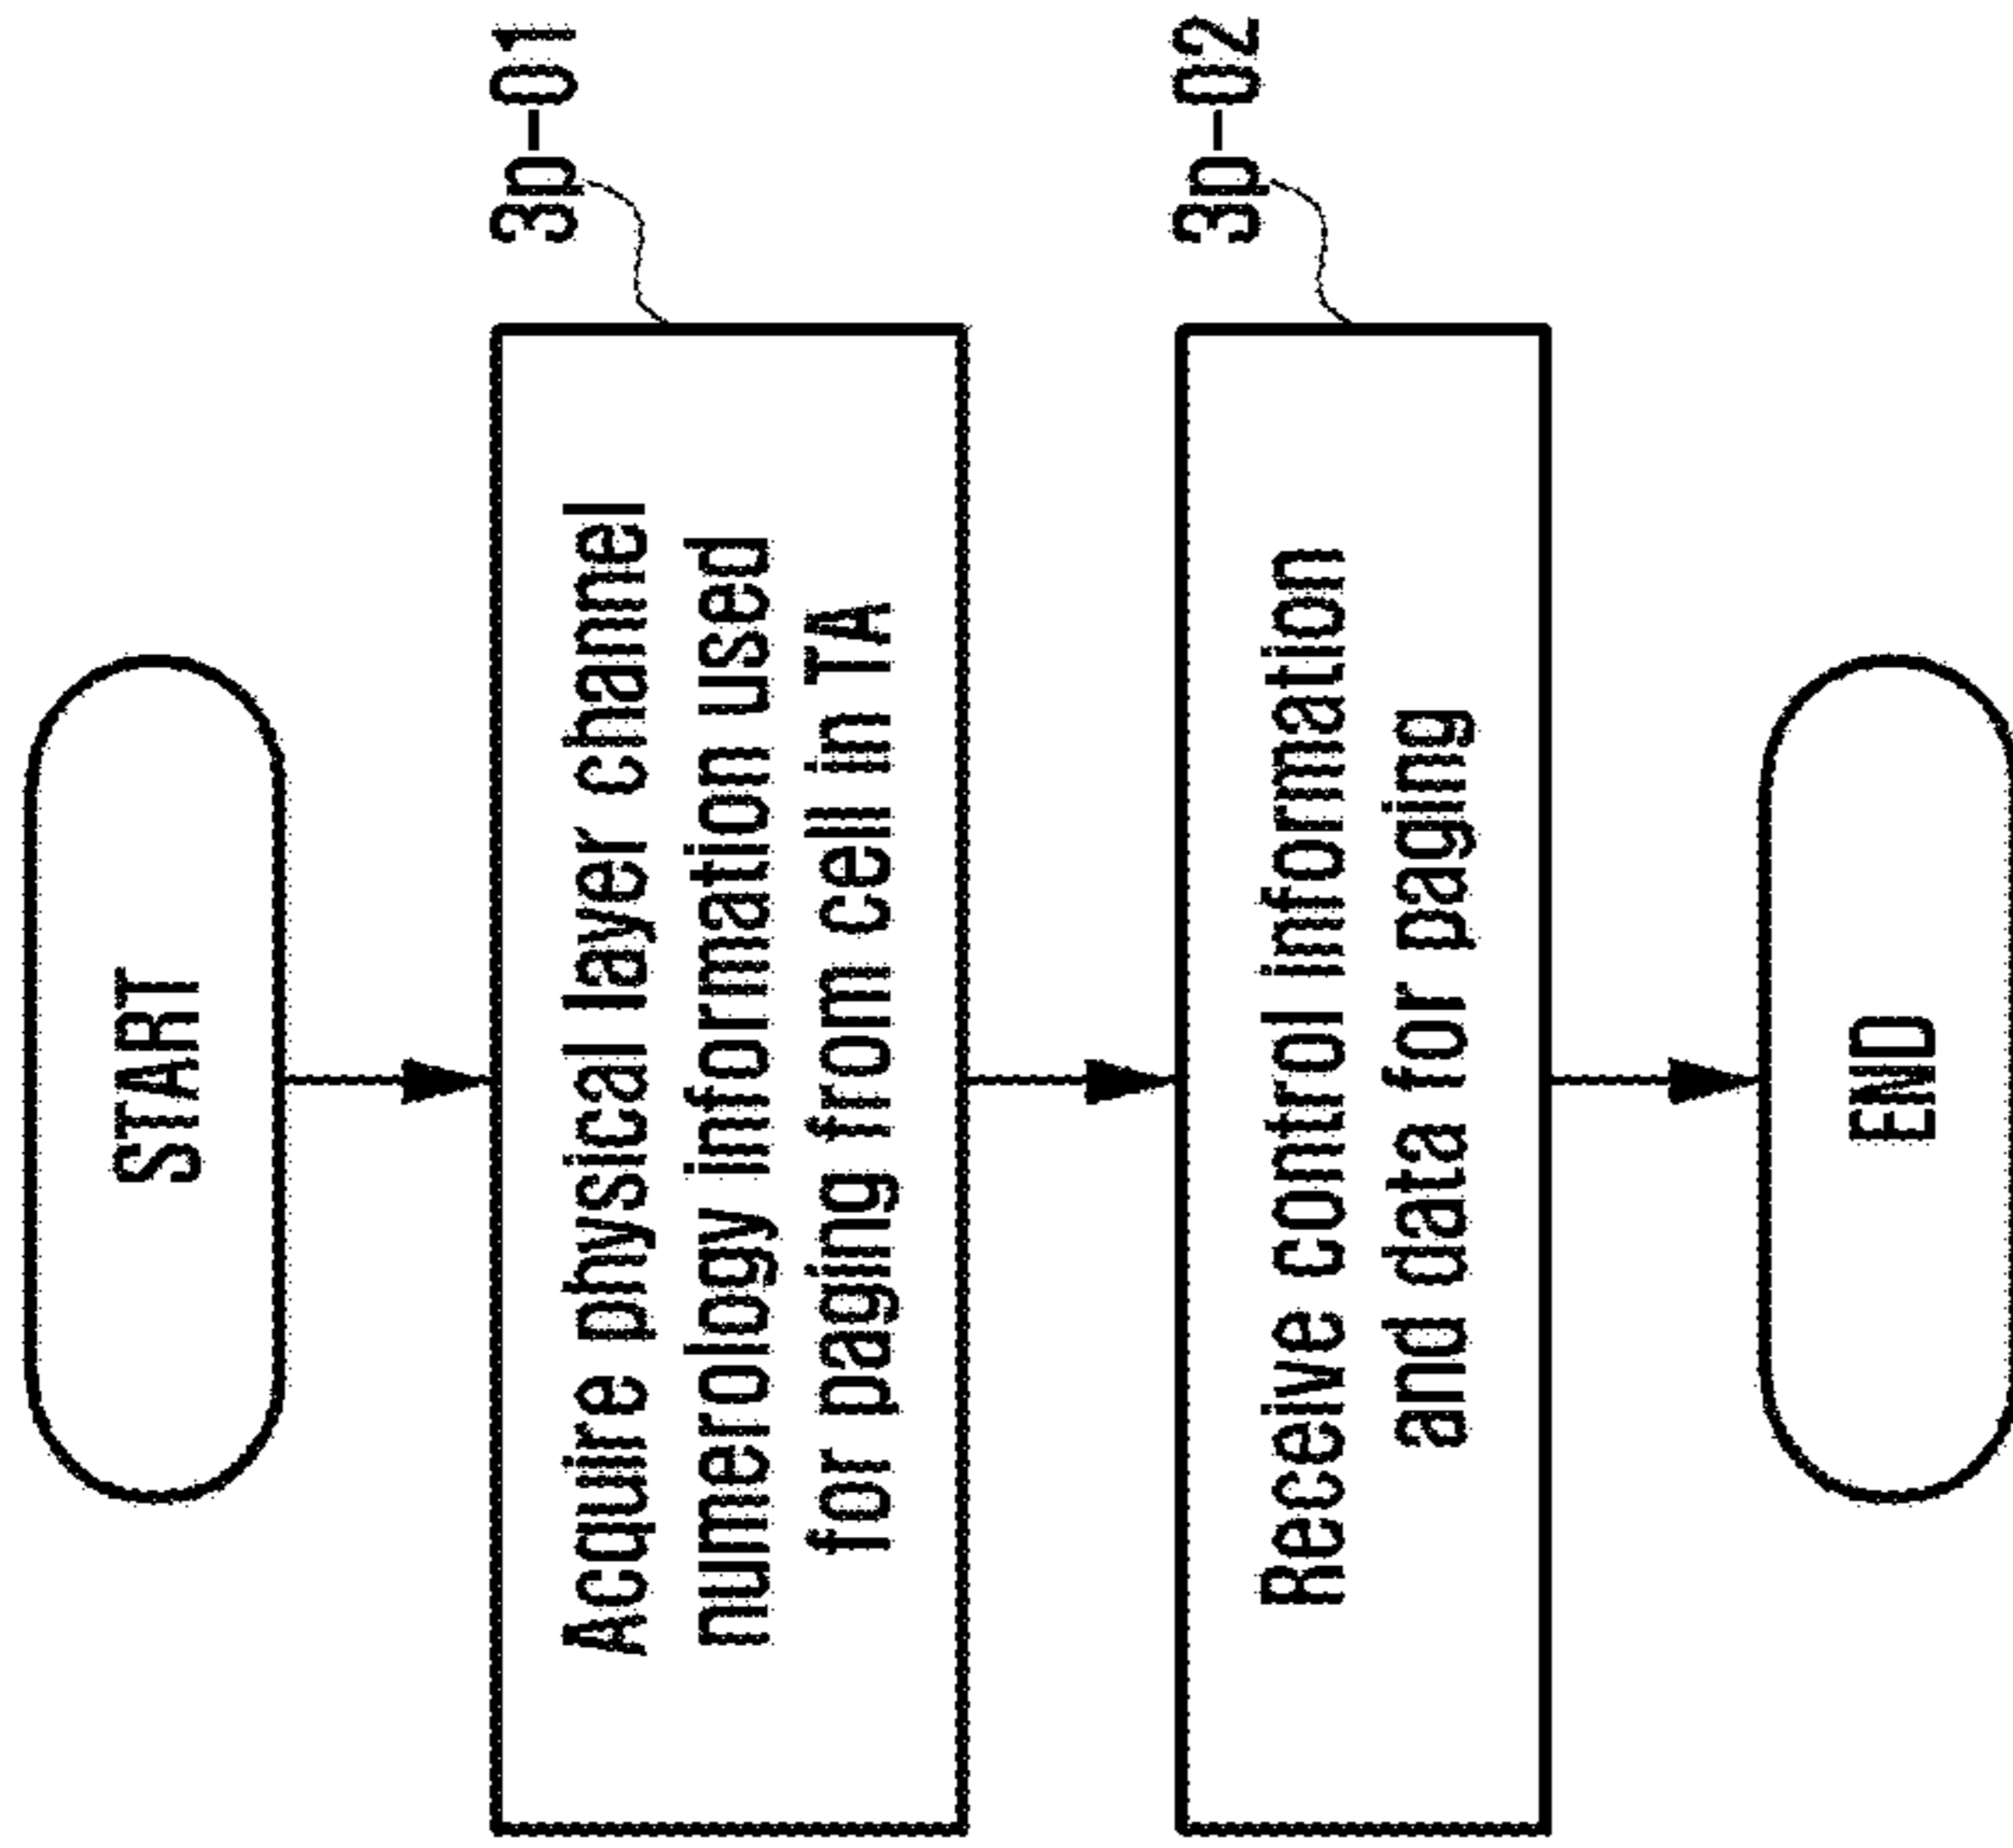 START
3p-01
Acquire physical layer channel
numerology information used
for paging from cell in TA
3p-02
Receive control information
and data for paging
END